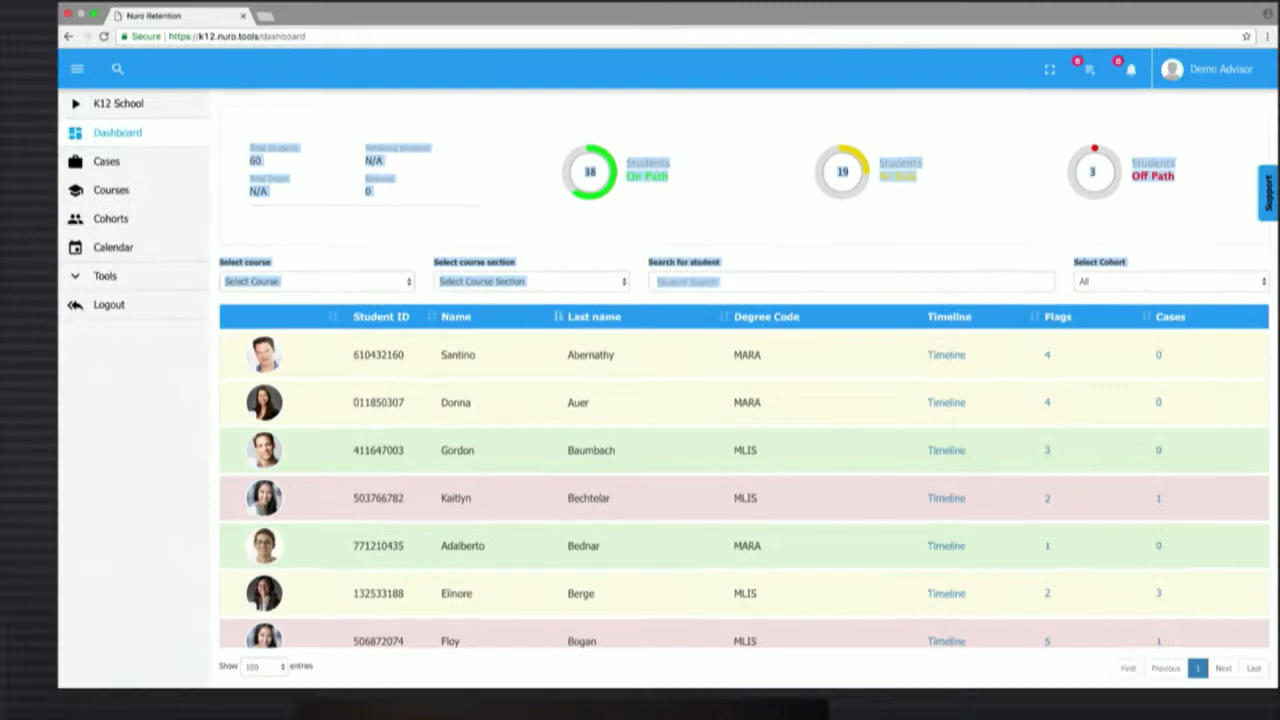 Nuro Retention
Secure | https://k12.nuro.tools/dashboard
Demo Advisor
K12 School
Dashboard
Cases
Courses
Cohorts
Calendar
Tools
Logout
Total Students
60
N/A
Total Drops
N/A
0
38
Students
On Path
19
Students
3
Students
Off Path
Support
Select course
Select course section
Search for student
Select Cohort
Select Course
Select Course Section
Student Search
All
Student ID Name Last name Degree Code Timeline Flags Cases
610432160 Santino Abernathy MARA Timeline 4 0
011850307 Donna Auer MARA Timeline 4 0
411647003 Gordon Baumbach MLIS Timeline 3 0
503766782 Kaitlyn Bechtelar MLIS Timeline 2 1
771210435 Adalberto Bednar MARA Timeline 1 0
132533188 Elinore Berge MLIS Timeline 2 3
506872074 Floy Bogan MLIS Timeline 5 1
Show 100 entries
First Previous 1 Next Last